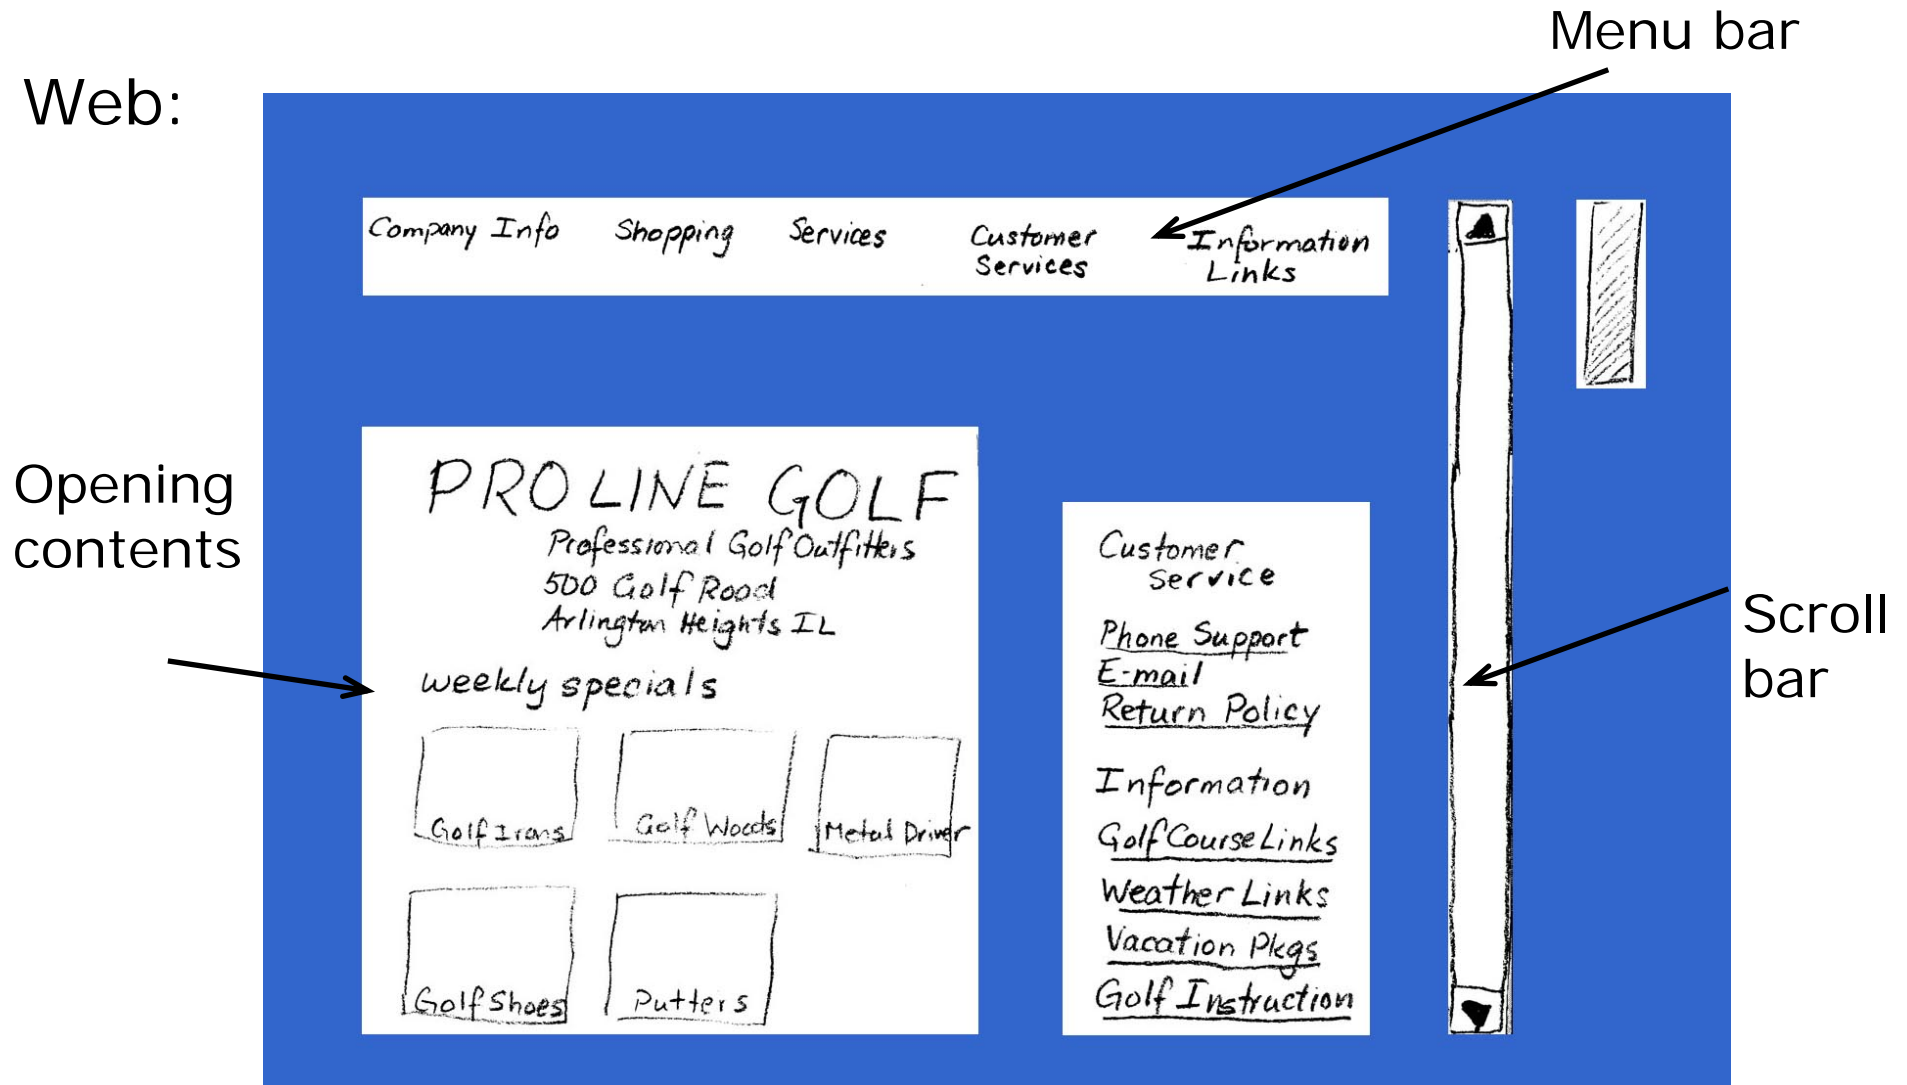 Menu bar
Web:
Company Info Shopping Services Customer Services Information Links
Opening contents
PRO LINE GOLF
Professional Golf Outfitters
500 Golf Road
Arlington Heights IL
weekly specials
Golf Irons Golf Woods Metal Driver
Golf Shoes Putters
Customer
Service
Phone Support
E-mail
Return Policy
Information
Golf Course Links
Weather Links
Vacation Pkgs
Golf Instruction
Scroll
bar